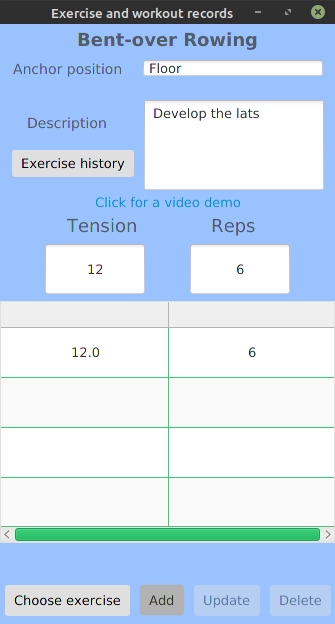 Exercise and workout records
Bent-over Rowing
Anchor position Floor
Description Develop the lats
Exercise history
Click for a video demo
Tension Reps
12 6
12.0 6
Choose exercise Add Update Delete